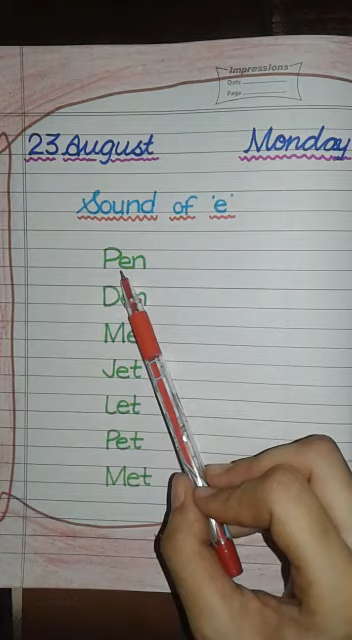 Impressions
Date
Page
23 August Monday
Sound of 'e'
Pen
Jet
Let
Pet
Met